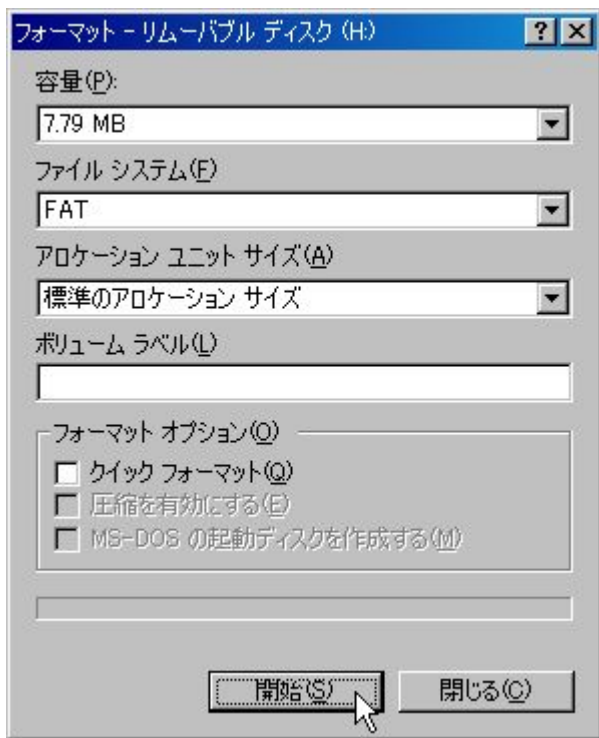 フォーマット - リムーバブル ディスク (H:)
容量(P):
7.79 MB
ファイル システム(F)
FAT
アロケーション ユニット サイズ(A)
標準のアロケーション サイズ
ボリューム ラベル(L)
フォーマット オプション(O)
クイック フォーマット(Q)
圧縮を有効にする(E)
MS-DOS の起動ディスクを作成する(M)
開始(S) 閉じる(C)